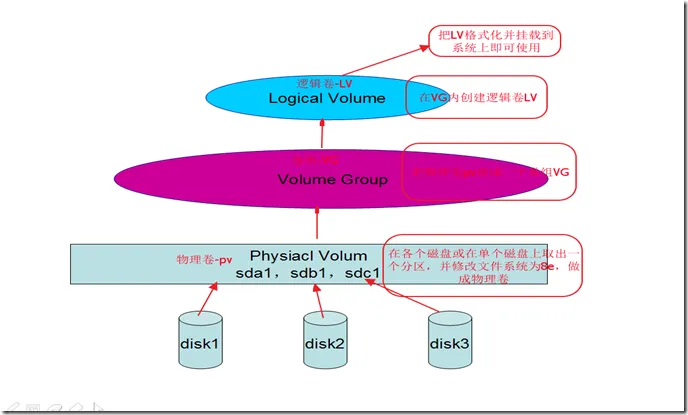 把LV格式化并挂载到
系统上即可使用
逻辑卷-LV
Logical Volume
在VG内创建逻辑卷LV
Volume Group
组VG
物理卷-pv
Physiacl Volum
sda1，sdb1，sdc1
在各个磁盘或在单个磁盘上取出一
个分区，并修改文件系统为8e，做
成物理卷
disk1
disk2
disk3